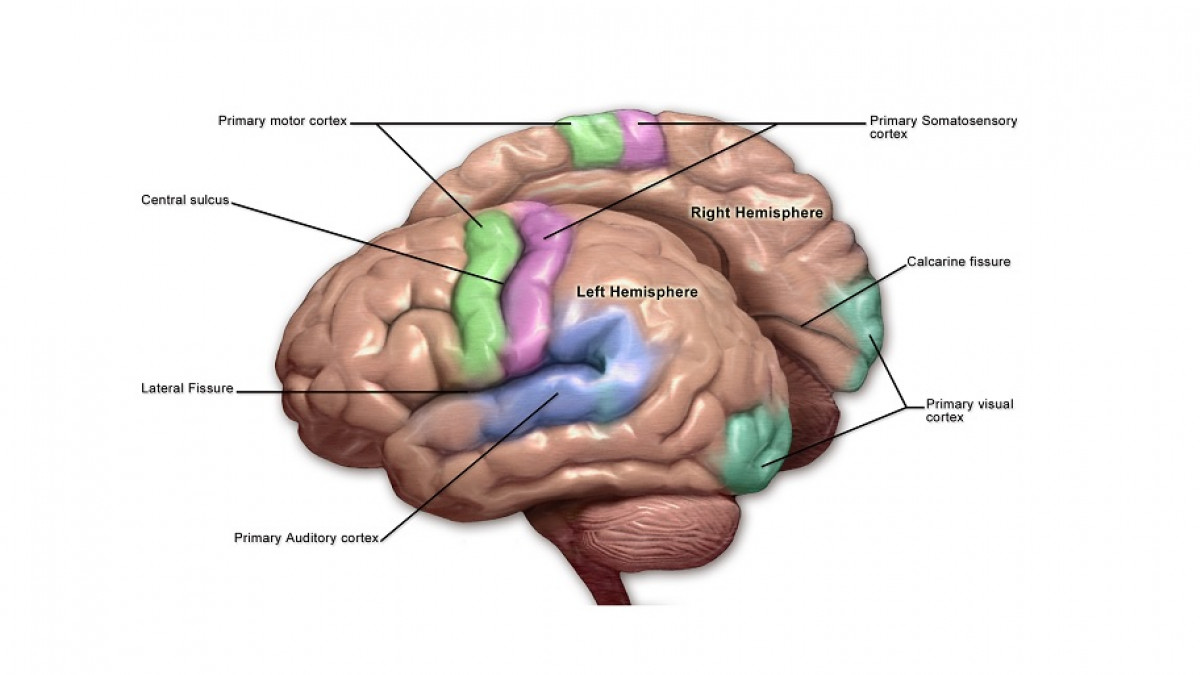 Primary motor cortex
Primary Somatosensory
cortex
Central sulcus
Right Hemisphere
Calcarine fissure
Left Hemisphere
Lateral Fissure
Primary visual
cortex
Primary Auditory cortex